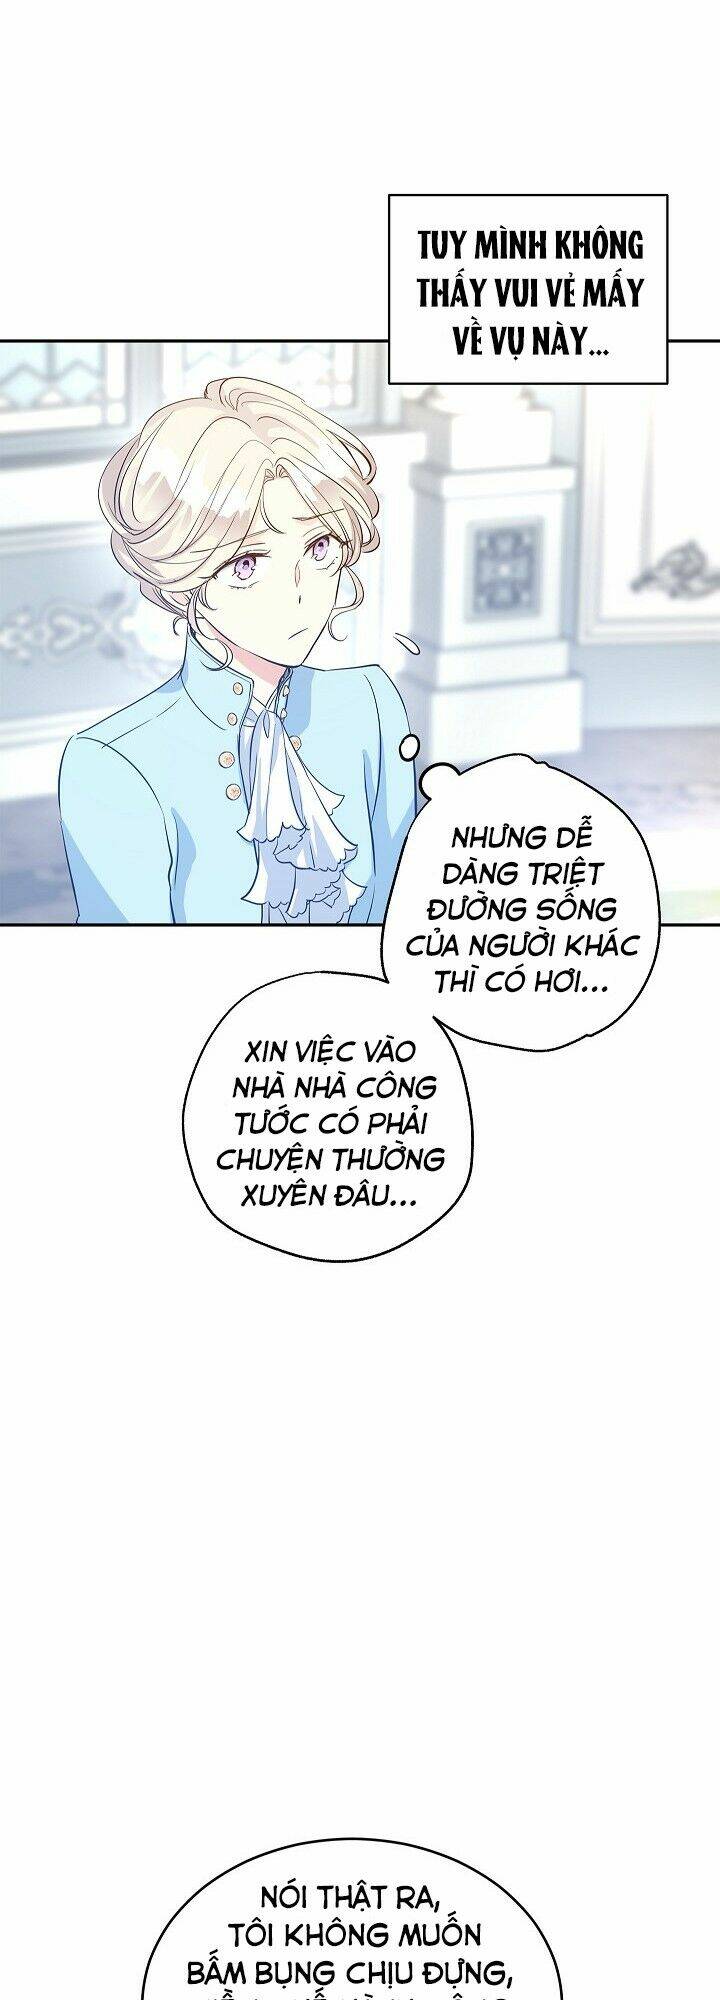 TUY MÌNH KHÔNG
THẤY VUI VẺ MẤY
VỀ VỤ NÀY...
NHƯNG DỄ
DÀNG TRIỆT
ĐƯỜNG SỐNG
CỦA NGƯỜI KHÁC
THÌ CÓ HƠI...
XIN VIỆC VÀO
NHÀ NHÀ CÔNG
TƯỚC CÓ PHẢI
CHUYỆN THƯỜNG
XUYÊN ĐÂU...
NÓI THẬT RA,
TÔI KHÔNG MUỐN
BẤM BỤNG CHỊU ĐỰNG,